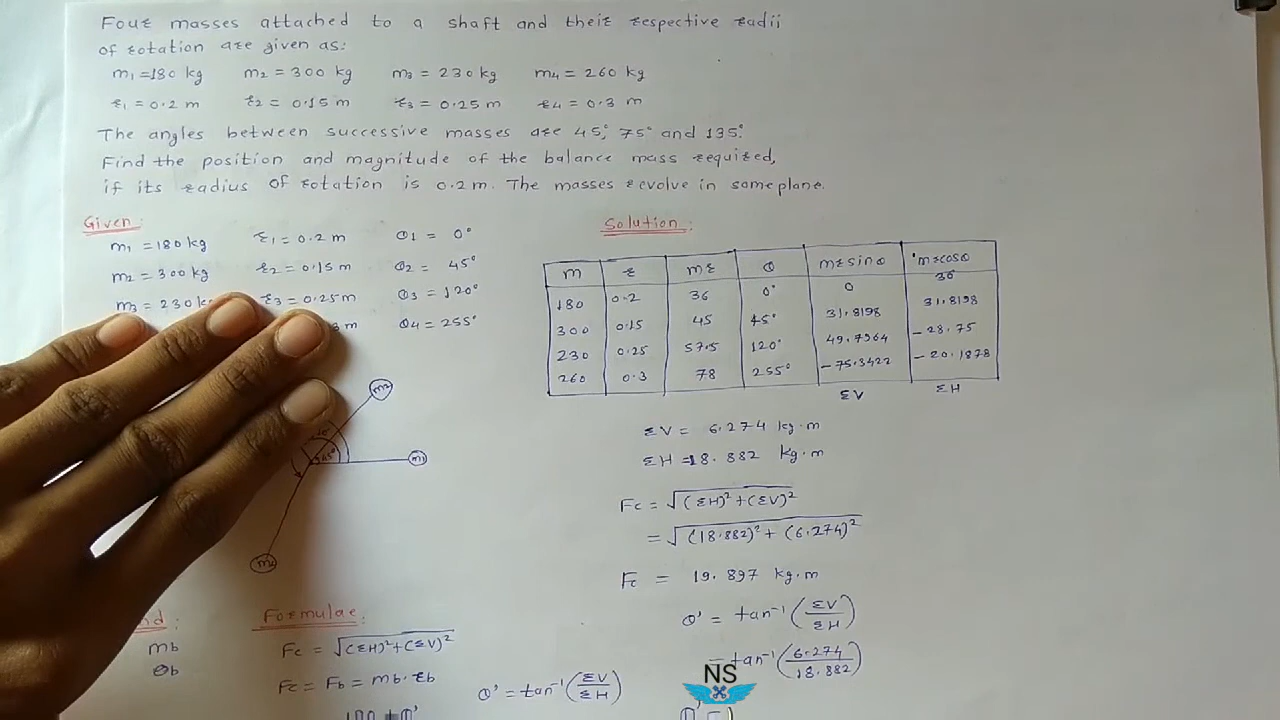 Four masses attached to a shaft and their respective radii
of rotation are given as:
m1 =180 kg m2 = 300 kg m3 = 230 kg m4 = 260 kg
r1 = 0.2 m r2 = 0.15 m r3 = 0.25 m r4 = 0.3 m
The angles between successive masses are 45°, 75° and 135°.
Find the position and magnitude of the balance mass required,
if its radius of rotation is 0.2 m. The masses revolve in same plane.
Given:
m1 = 180 kg r1 = 0.2 m θ1 = 0°
m2 = 300 kg r2 = 0.15 m θ2 = 45°
m3 = 230 r3 = 0.25 m θ3 = 120°
m θ4 = 255°
m2
45°
m1
m4
mb
θb
Formulae:
Fc = √(ΣH)²+(ΣV)²
Fc = Fb = mb. rb
θ' = tan⁻¹(ΣV/ΣH)
Solution:
m r mr θ mr sinθ mr cosθ
180 0.2 36 0° 0 36
300 0.15 45 45° 31.8198 31.8198
230 0.25 57.5 120° 49.7964 -28.75
260 0.3 78 255° -75.3422 -20.1878
ΣV ΣH
ΣV = 6.274 kg.m
ΣH = 18.882 kg.m
Fc = √(ΣH)²+(ΣV)²
= √(18.882)² + (6.274)²
Fc = 19.897 kg.m
θ' = tan⁻¹(ΣV/ΣH)
= tan⁻¹(6.274/18.882)
NS